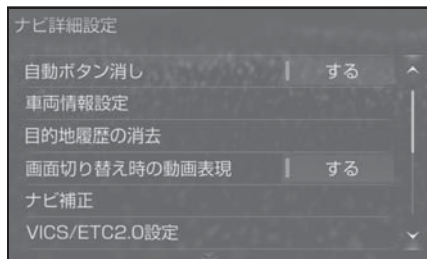 ナビ詳細設定
自動ボタン消し する
車両情報設定
目的地履歴の消去
画面切り替え時の動画表現 する
ナビ補正
VICS/ETC2.0設定